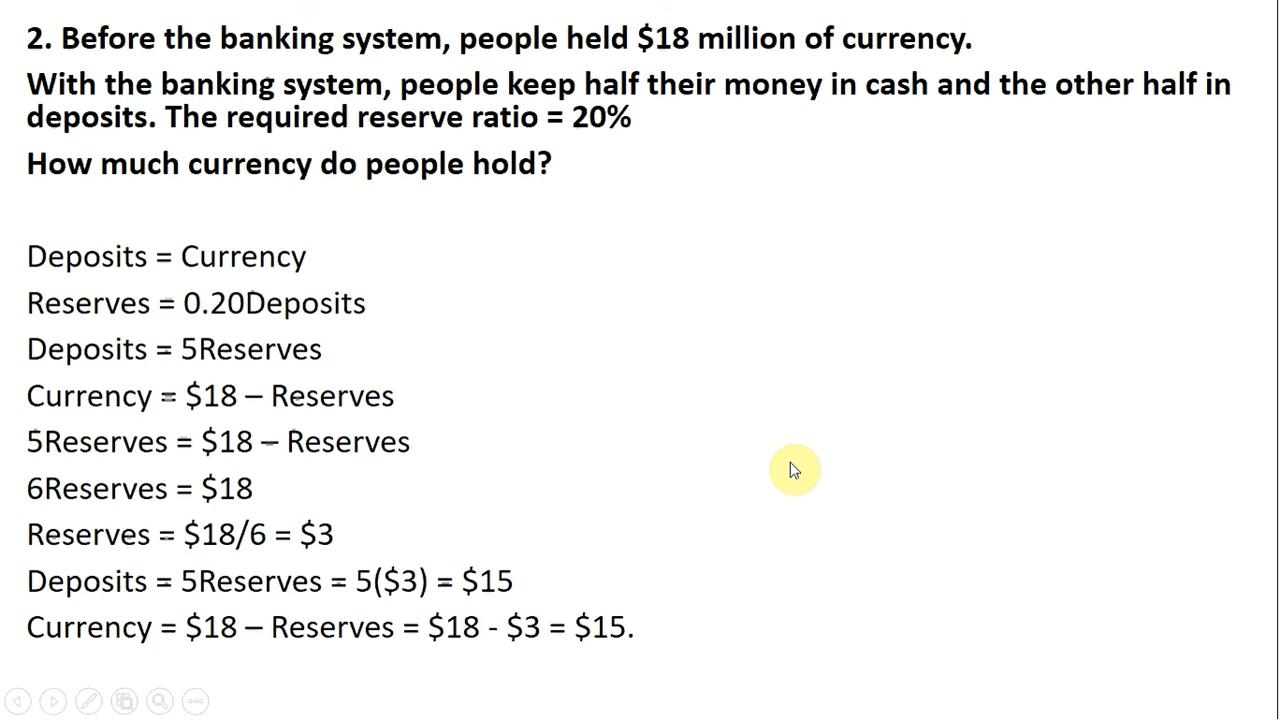 2. Before the banking system, people held $18 million of currency.
With the banking system, people keep half their money in cash and the other half in
deposits. The required reserve ratio = 20%
How much currency do people hold?
Deposits = Currency
Reserves = 0.20Deposits
Deposits = 5Reserves
Currency = $18 – Reserves
5Reserves = $18 – Reserves
6Reserves = $18
Reserves = $18/6 = $3
Deposits = 5Reserves = 5($3) = $15
Currency = $18 – Reserves = $18 - $3 = $15.